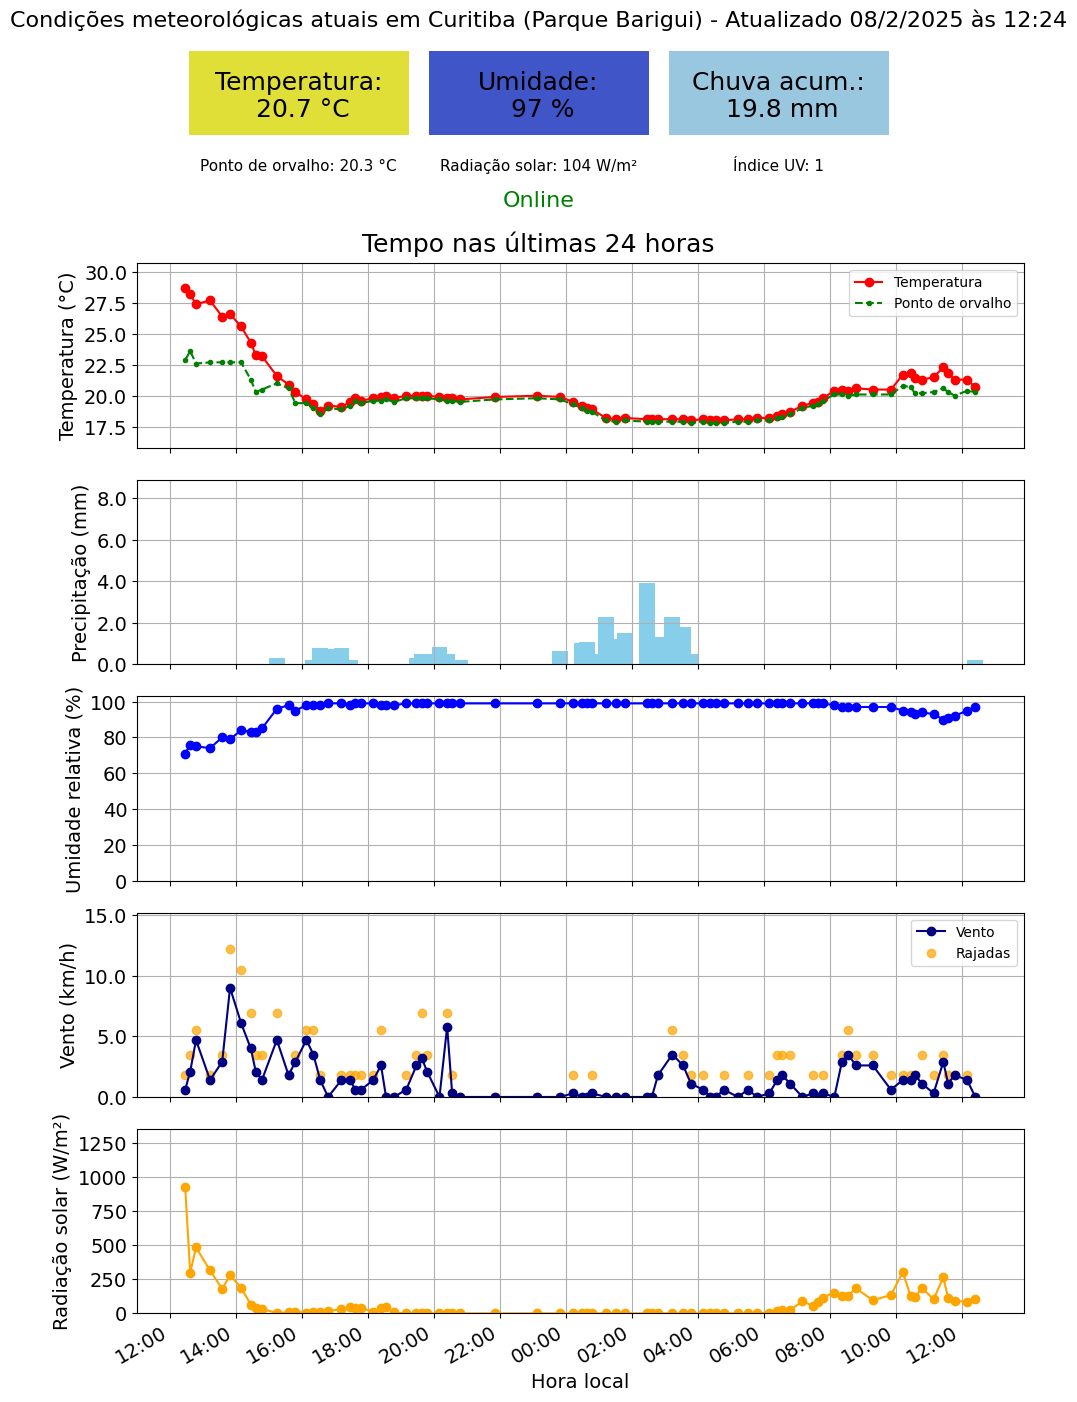 Condições meteorológicas atuais em Curitiba (Parque Barigui) - Atualizado 08/2/2025 às 12:24
Temperatura:
20.7 °C
Umidade:
97 %
Chuva acum.:
19.8 mm
Ponto de orvalho: 20.3 °C
Radiação solar: 104 W/m²
Índice UV: 1
Online
Tempo nas últimas 24 horas
Temperatura (°C)
30.0
27.5
25.0
22.5
20.0
17.5
Temperatura
Ponto de orvalho
Precipitação (mm)
8.0
6.0
4.0
2.0
0.0
Umidade relativa (%)
100
80
60
40
20
0
Vento (km/h)
15.0
10.0
5.0
0.0
Vento
Rajadas
Radiação solar (W/m²)
1250
1000
750
500
250
0
12:00
14:00
16:00
18:00
20:00
22:00
00:00
02:00
04:00
06:00
08:00
10:00
12:00
Hora local